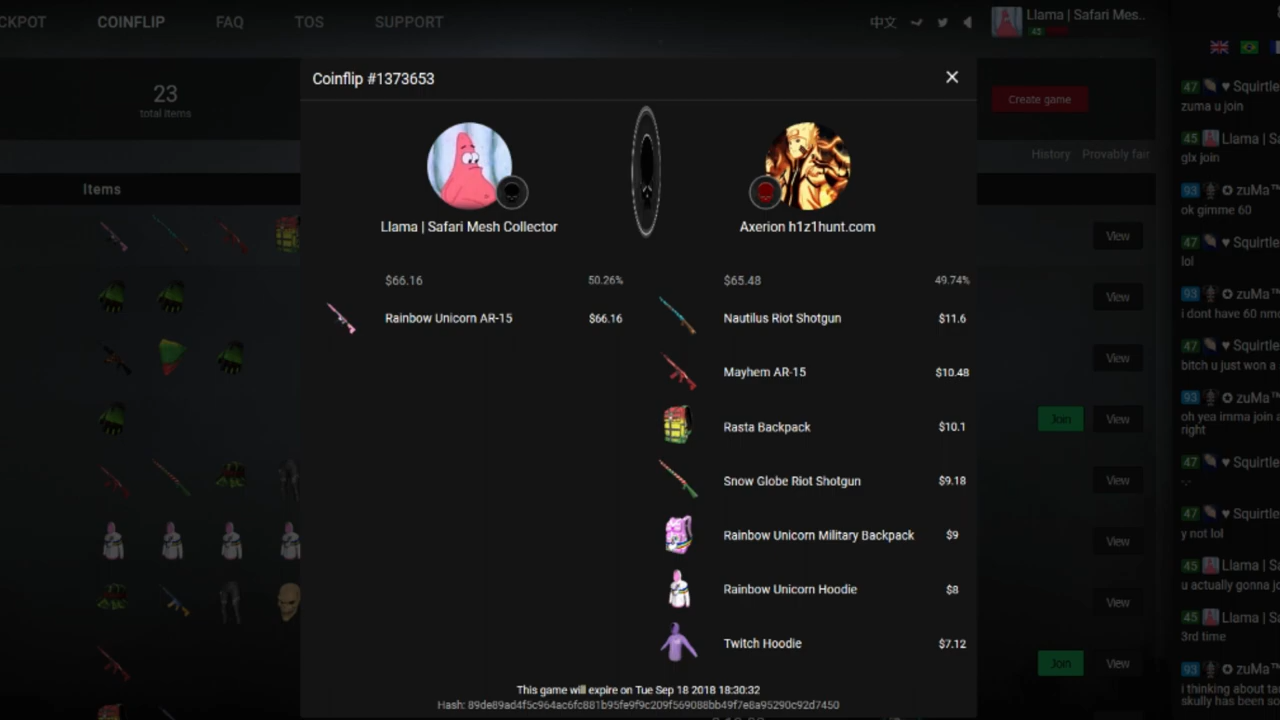 CKPOT COINFLIP FAQ TOS SUPPORT 中文 Llama | Safari Mes..
45
Coinflip #1373653
23
total items
Create game
History Provably fair
Items
Llama | Safari Mesh Collector
Axerion h1z1hunt.com
$66.16 50.26%
$65.48 49.74%
Rainbow Unicorn AR-15 $66.16
Nautilus Riot Shotgun $11.6
Mayhem AR-15 $10.48
Rasta Backpack $10.1
Snow Globe Riot Shotgun $9.18
Rainbow Unicorn Military Backpack $9
Rainbow Unicorn Hoodie $8
Twitch Hoodie $7.12
This game will expire on Tue Sep 18 2018 18:30:32
Hash: 89de89ad4f5c964ac6fc881b95fe9f9c209f569088bb49f7e8a95290c92d7450
View
View
View
Join View
View
View
View
Join View
47 ♥ Squirtle
zuma u join
45 Llama | Sa
glx join
93 ✪ zuMa™
ok gimme 60
47 ♥ Squirtle
lol
93 ✪ zuMa™
i dont have 60 nmo
47 ♥ Squirtle
bitch u just won a
93 ✪ zuMa™
oh yea imma join a
right
47 ♥ Squirtle
-.-
47 ♥ Squirtle
y not lol
45 Llama | Sa
u actually gonna jo
45 Llama | Sa
3rd time
93 ✪ zuMa™
i thinking about ta
skully has been so